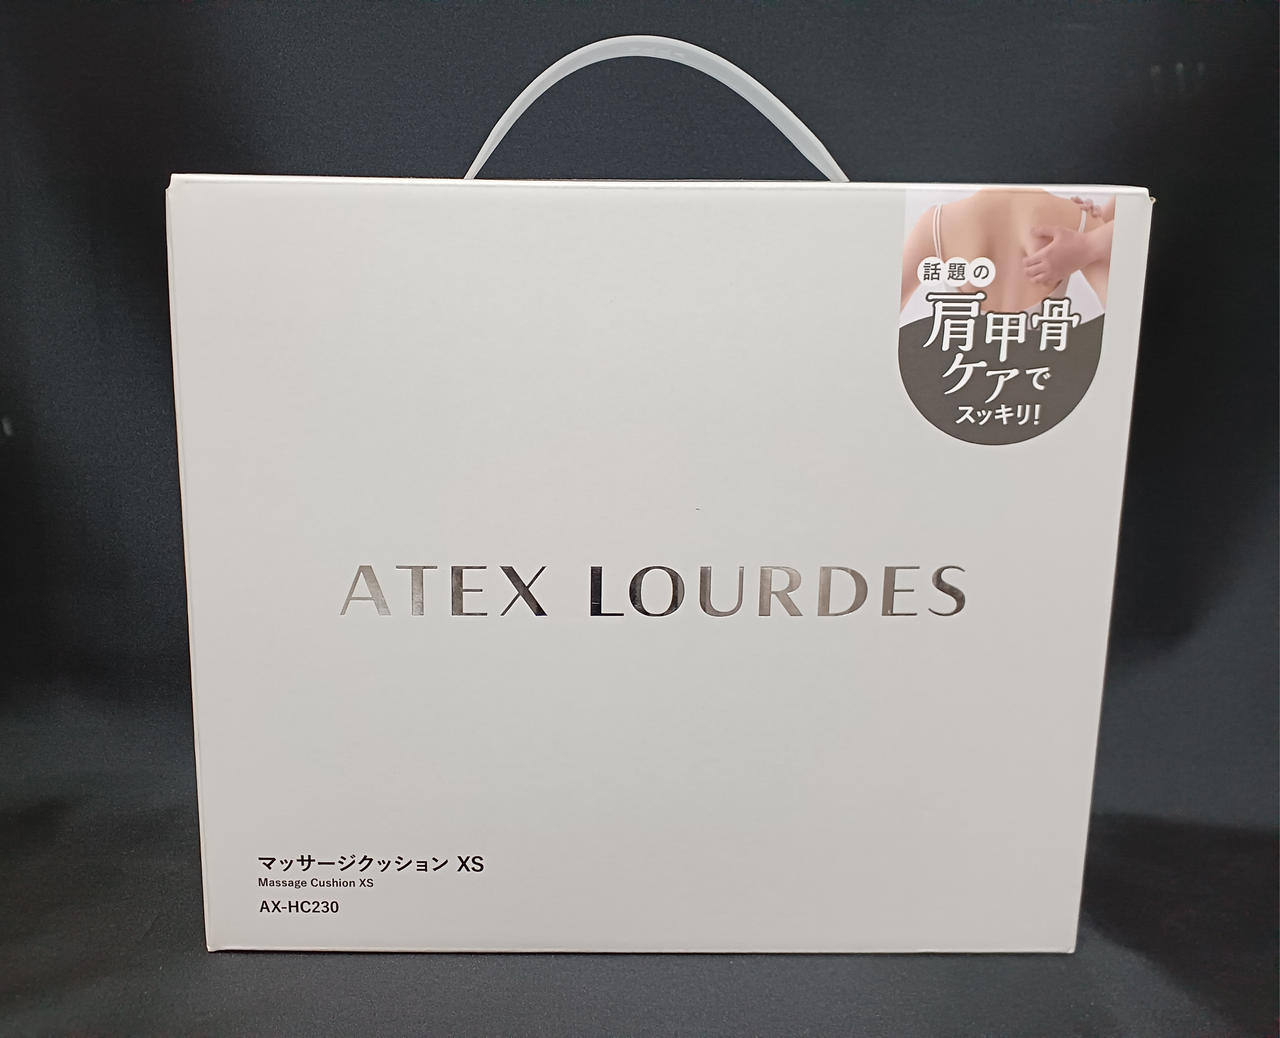 話題の
肩甲骨
ケアで
スッキリ!
ATEX LOURDES
マッサージクッション XS
Massage Cushion XS
AX-HC230